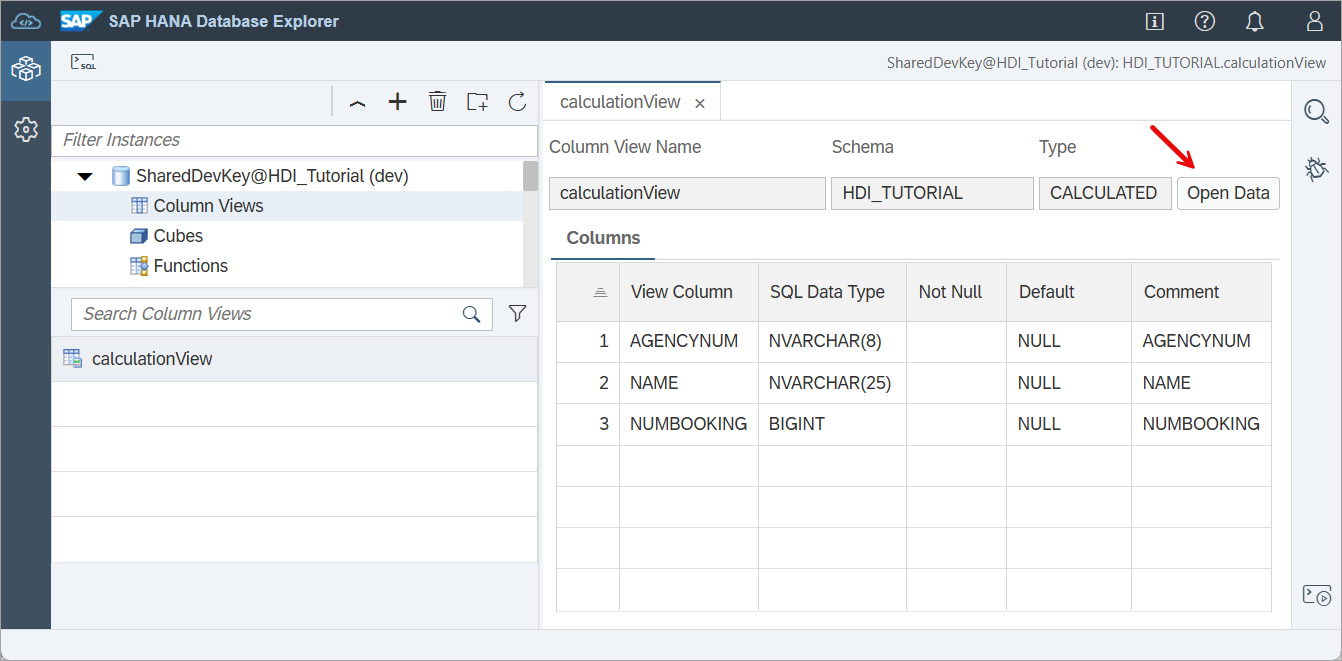 SAP SAP HANA Database Explorer
SQL
SharedDevKey@HDI_Tutorial (dev): HDI_TUTORIAL.calculationView
Filter Instances
SharedDevKey@HDI_Tutorial (dev)
Column Views
Cubes
Functions
Search Column Views
calculationView
calculationView
Column View Name Schema Type
calculationView HDI_TUTORIAL CALCULATED Open Data
Columns
View Column SQL Data Type Not Null Default Comment
1 AGENCYNUM NVARCHAR(8) NULL AGENCYNUM
2 NAME NVARCHAR(25) NULL NAME
3 NUMBOOKING BIGINT NULL NUMBOOKING